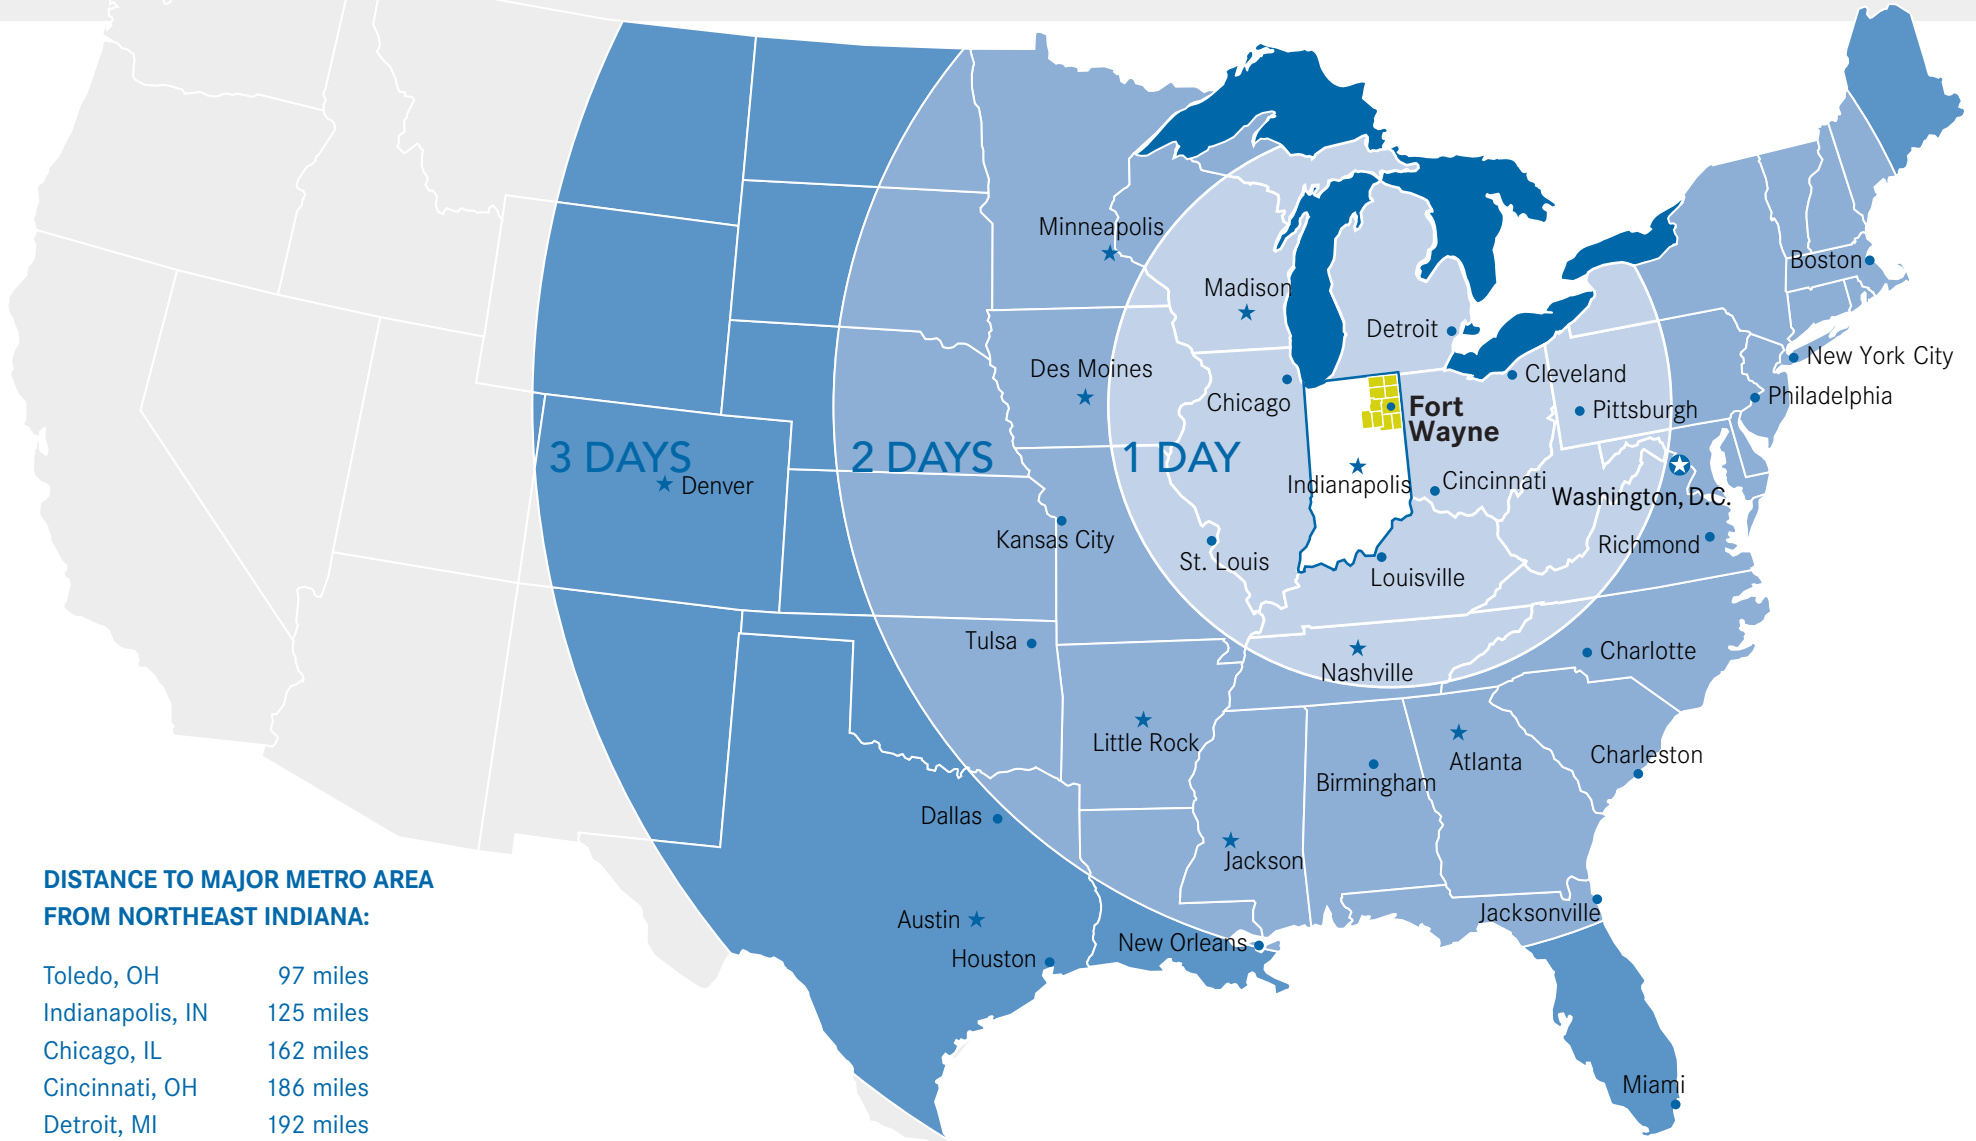 Minneapolis
Madison
Boston
Detroit
New York City
Des Moines
Cleveland
Chicago
Philadelphia
Fort
Wayne
Pittsburgh
3 DAYS
2 DAYS
1 DAY
Denver
Indianapolis
Cincinnati
Washington, D.C.
Kansas City
Richmond
St. Louis
Louisville
Tulsa
Charlotte
Nashville
Little Rock
Atlanta
Charleston
Birmingham
Dallas
Jackson
Austin
Jacksonville
New Orleans
Houston
Miami
DISTANCE TO MAJOR METRO AREA
FROM NORTHEAST INDIANA:
Toledo, OH 97 miles
Indianapolis, IN 125 miles
Chicago, IL 162 miles
Cincinnati, OH 186 miles
Detroit, MI 192 miles